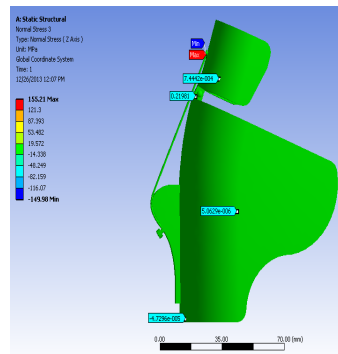 A: Static Structural
Normal Stress 3
Type: Normal Stress ( Z Axis )
Unit: MPa
Global Coordinate System
Time: 1
12/26/2013 12:07 PM
155.21 Max
121.3
87.393
53.482
19.572
-14.338
-48.249
-82.159
-116.07
-149.98 Min
Min
Max
7.4442e-004
0.21981
5.0629e-006
-4.7296e-005
0.00
35.00
70.00 (mm)